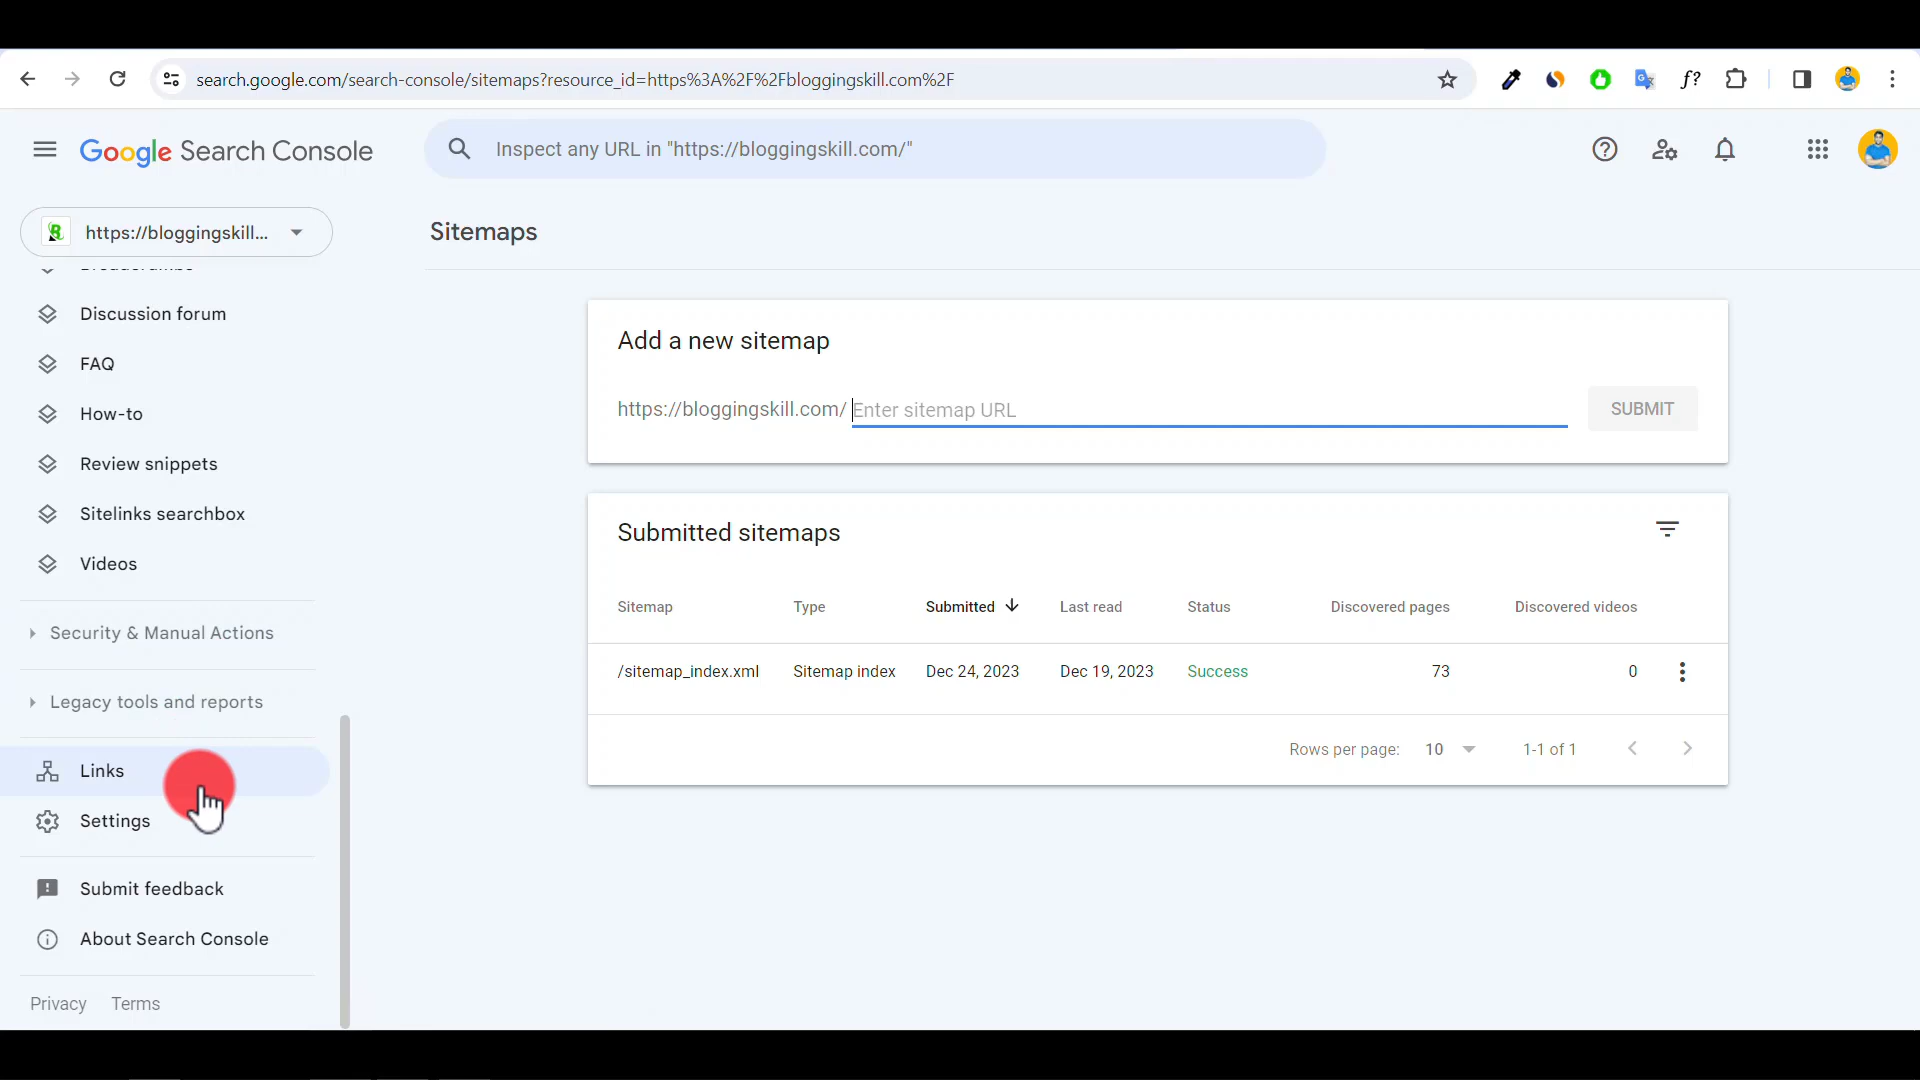 search.google.com/search-console/sitemaps?resource_id=https%3A%2F%2Fbloggingskill.com%2F
f?
Google Search Console
Inspect any URL in "https://bloggingskill.com/"
https://bloggingskill...
Sitemaps
Discussion forum
FAQ
How-to
Review snippets
Sitelinks searchbox
Videos
Security & Manual Actions
Legacy tools and reports
Links
Settings
Submit feedback
About Search Console
Privacy Terms
Add a new sitemap
https://bloggingskill.com/ Enter sitemap URL SUBMIT
Submitted sitemaps
Sitemap Type Submitted Last read Status Discovered pages Discovered videos
/sitemap_index.xml Sitemap index Dec 24, 2023 Dec 19, 2023 Success 73 0
Rows per page: 10 1-1 of 1